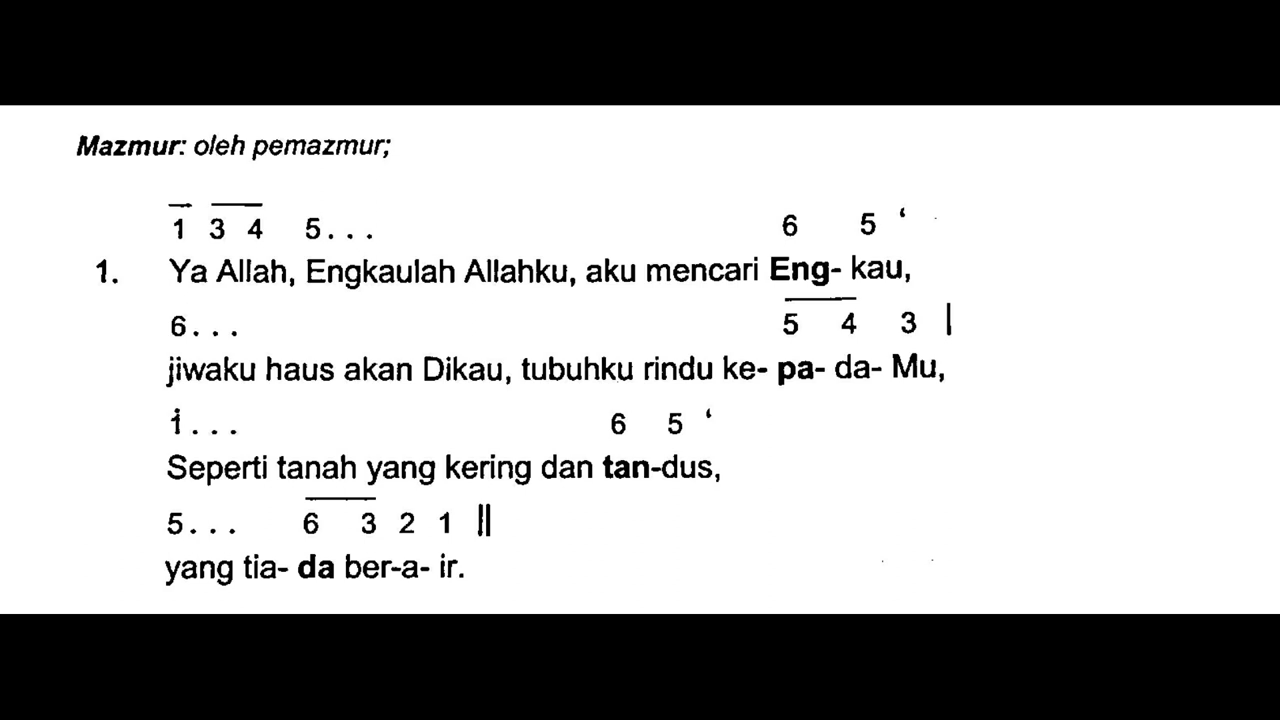 Mazmur: oleh pemazmur;
1 3 4 5... 6 5 ‘
1. Ya Allah, Engkaulah Allahku, aku mencari Eng- kau,
6... 5 4 3 |
jiwaku haus akan Dikau, tubuhku rindu ke- pa- da- Mu,
1̇... 6 5 ‘
Seperti tanah yang kering dan tan-dus,
5... 6 3 2 1 ||
yang tia- da ber-a- ir.